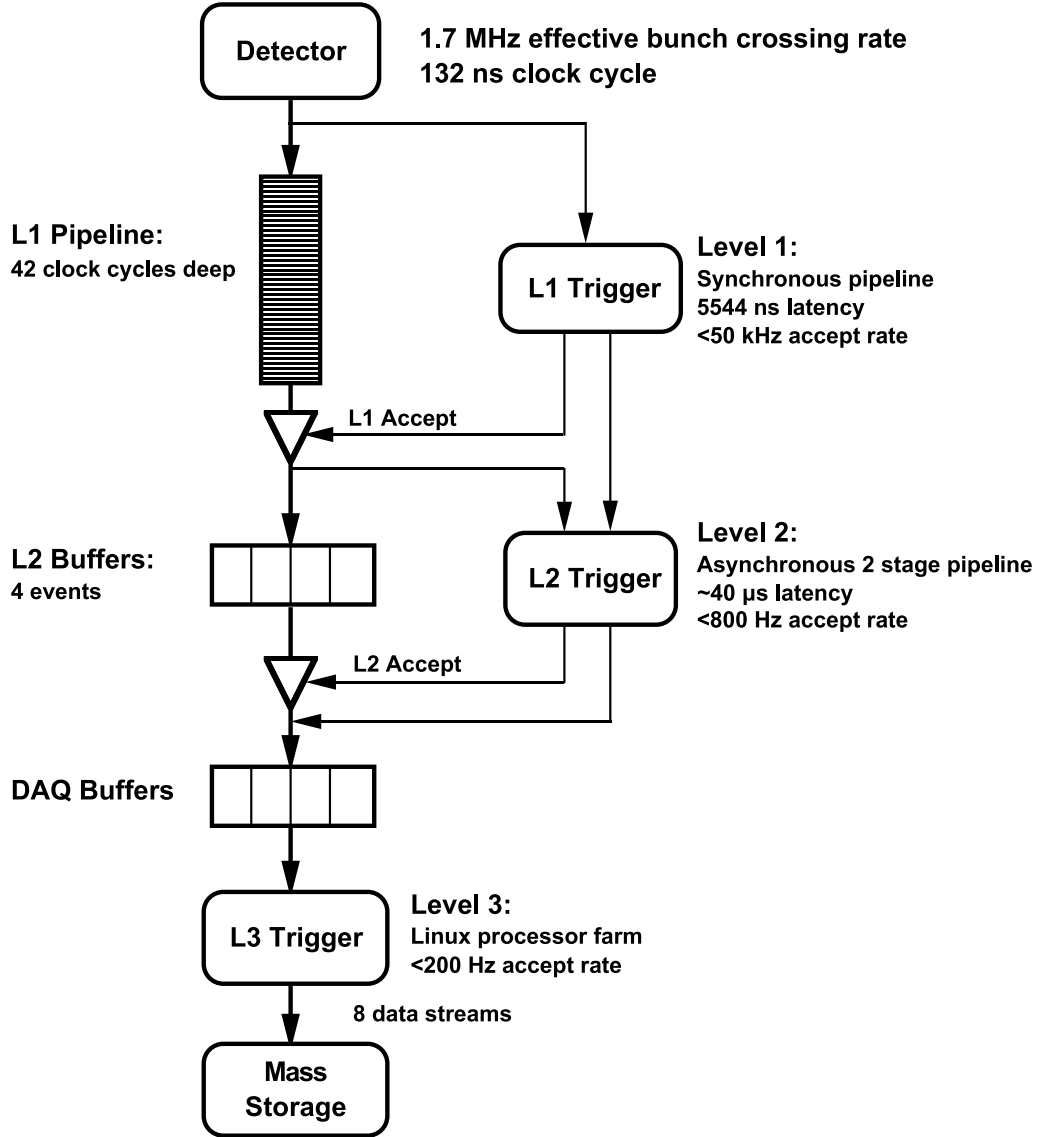 Detector
1.7 MHz effective bunch crossing rate
132 ns clock cycle
L1 Pipeline:
42 clock cycles deep
L1 Trigger
Level 1:
Synchronous pipeline
5544 ns latency
<50 kHz accept rate
L1 Accept
L2 Buffers:
4 events
L2 Trigger
Level 2:
Asynchronous 2 stage pipeline
~40 µs latency
<800 Hz accept rate
L2 Accept
DAQ Buffers
L3 Trigger
Level 3:
Linux processor farm
<200 Hz accept rate
8 data streams
Mass
Storage